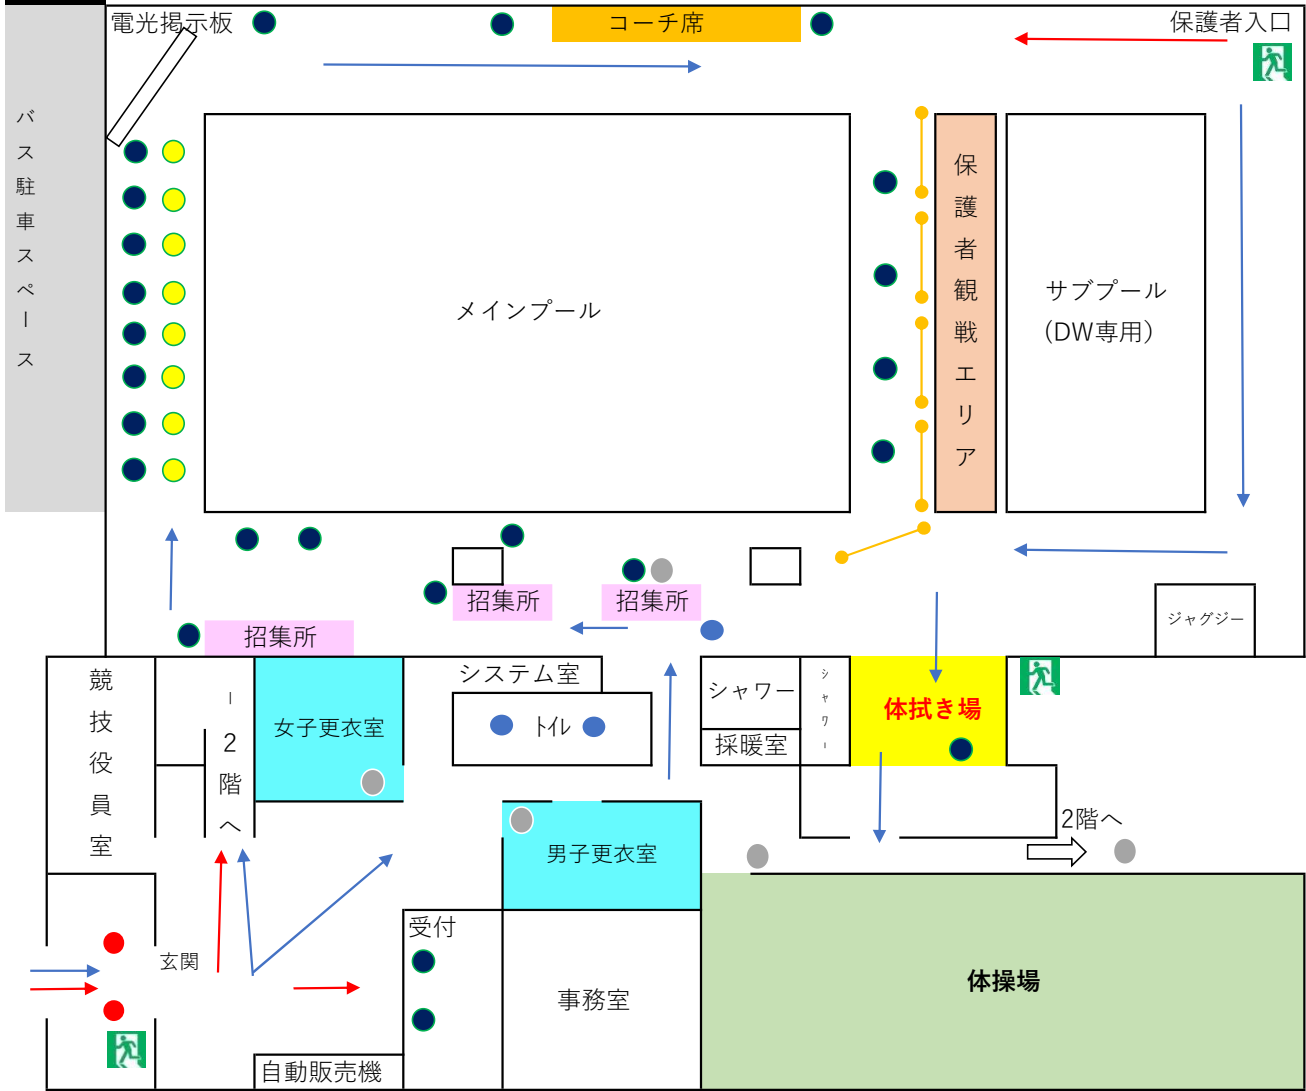 電光掲示板
コーチ席
保護者入口
バス駐車スペース
メインプール
保護者観戦エリア
サブプール
(DW専用)
招集所
招集所
招集所
ジャグジー
競技役員室
2階へ
女子更衣室
システム室
トイレ
シャワー
採暖室
シャワー
体拭き場
2階へ
男子更衣室
受付
玄関
事務室
体操場
自動販売機